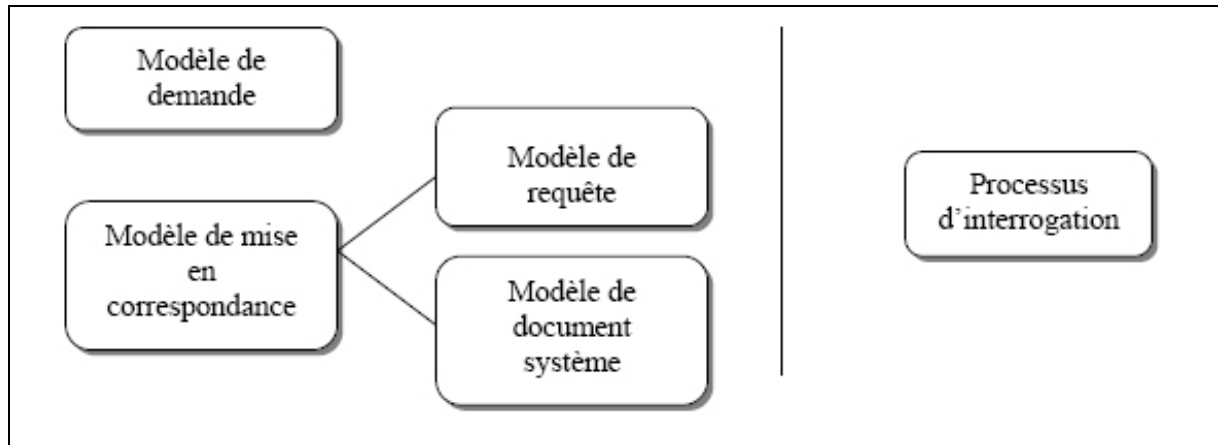 Modèle de
demande
Modèle de mise
en
correspondance
Modèle de
requête
Modèle de
document
système
Processus
d’interrogation